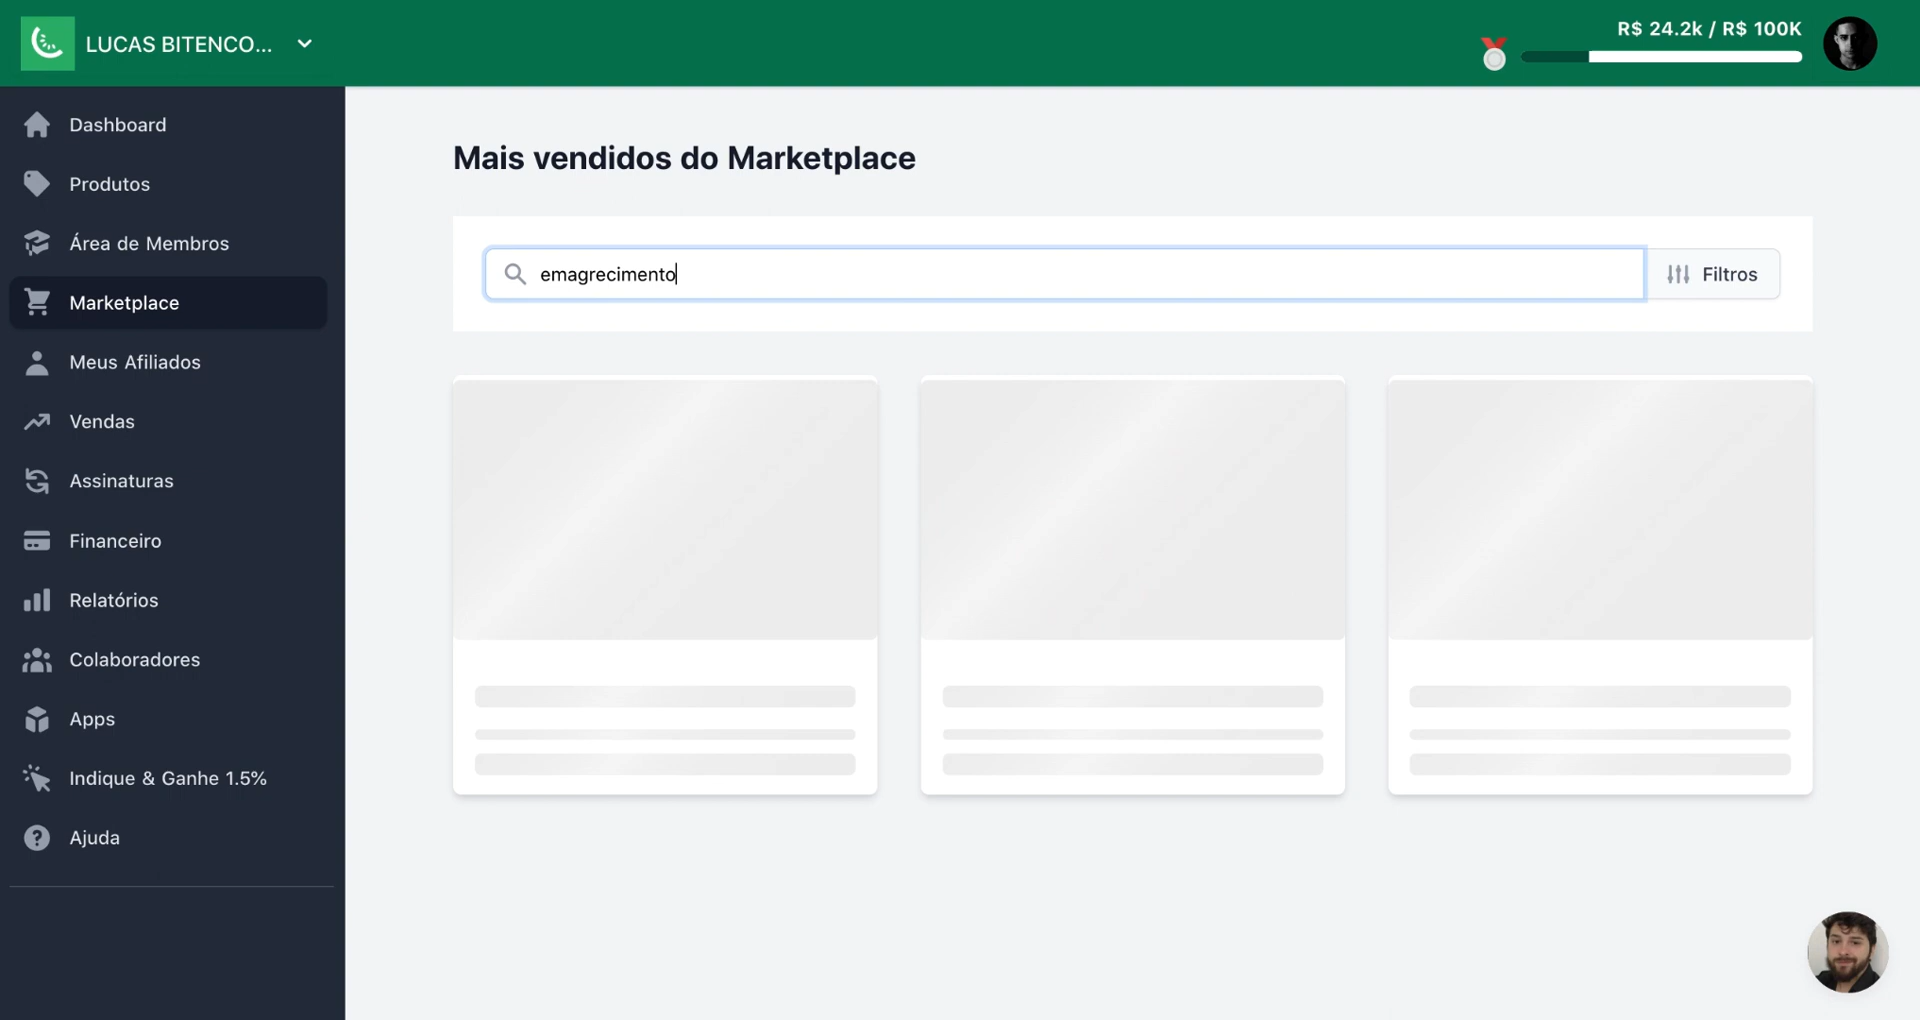 LUCAS BITENCO...
R$ 24.2k / R$ 100K
Dashboard
Produtos
Área de Membros
Marketplace
Meus Afiliados
Vendas
Assinaturas
Financeiro
Relatórios
Colaboradores
Apps
Indique & Ganhe 1.5%
Ajuda
Mais vendidos do Marketplace
emagrecimento
Filtros